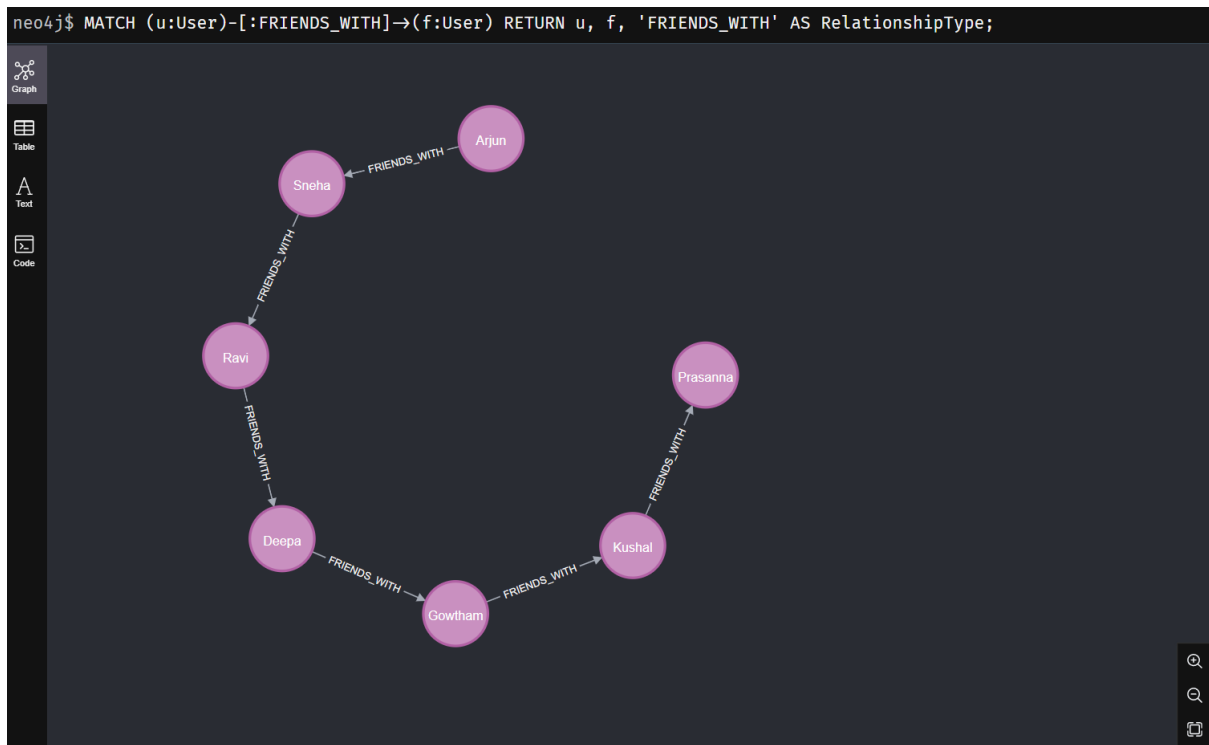 neo4j$ MATCH (u:User)-[:FRIENDS_WITH]→(f:User) RETURN u, f, 'FRIENDS_WITH' AS RelationshipType;
Graph
Table
Text
Code
Arjun
FRIENDS_WITH
Sneha
FRIENDS_WITH
Ravi
FRIENDS_WITH
Deepa
FRIENDS_WITH
Gowtham
FRIENDS_WITH
Kushal
FRIENDS_WITH
Prasanna